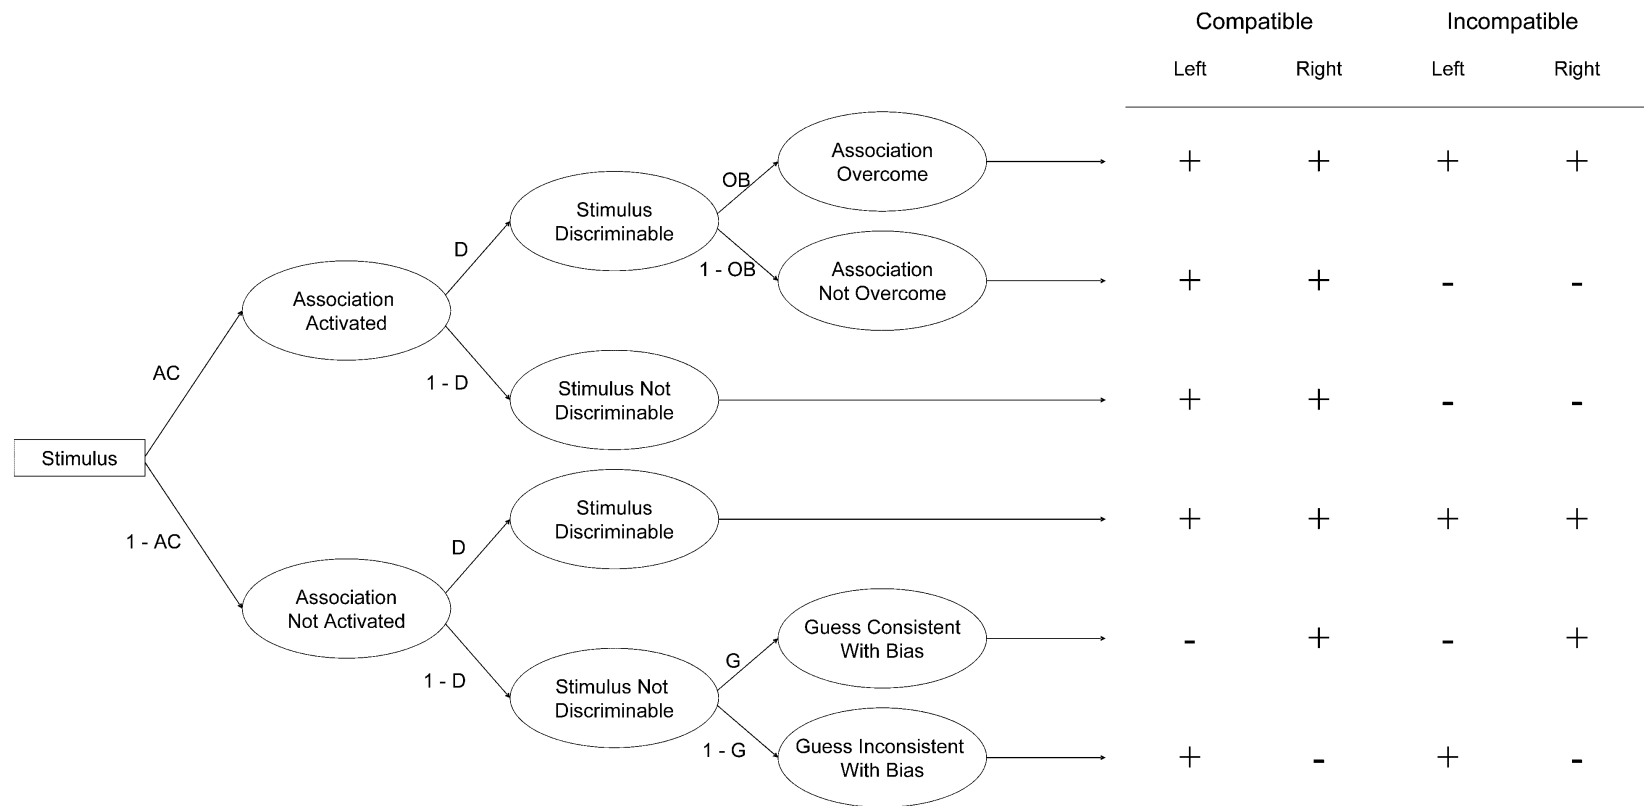 Compatible Incompatible
Left Right Left Right
Association
Overcome
+ + + +
OB
Stimulus
Discriminable
D
1 - OB
Association
Not Overcome
+ + - -
Association
Activated
AC
1 - D
Stimulus Not
Discriminable
+ + - -
Stimulus
1 - AC
Stimulus
Discriminable
+ + + +
D
Association
Not Activated
Guess Consistent
With Bias
- + - +
G
1 - D
Stimulus Not
Discriminable
1 - G
Guess Inconsistent
With Bias
+ - + -